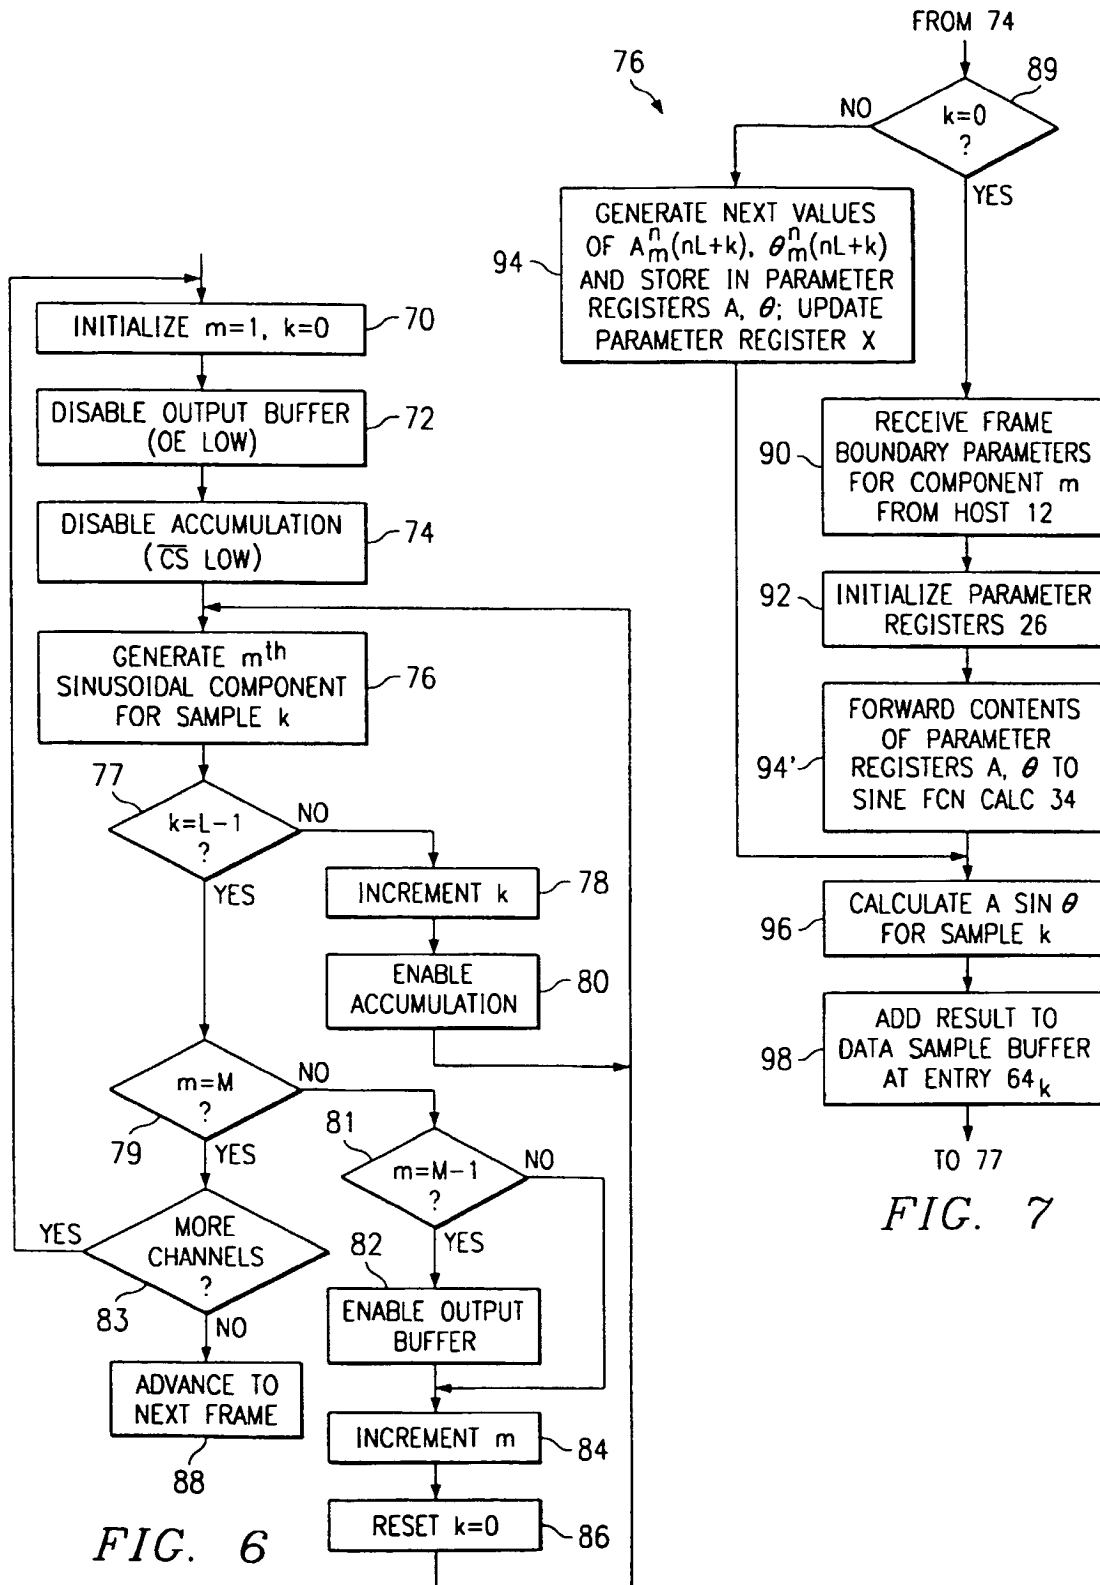 INITIALIZE m=1, k=0
70
DISABLE OUTPUT BUFFER
(OE LOW)
72
DISABLE ACCUMULATION
(C̅S̅ LOW)
74
GENERATE mᵗʰ
SINUSOIDAL COMPONENT
FOR SAMPLE k
76
77
k=L-1
?
NO
YES
INCREMENT k
78
ENABLE
ACCUMULATION
80
m=M
?
NO
79
YES
81
m=M-1
?
NO
YES
YES
MORE
CHANNELS
?
83
NO
82
ENABLE OUTPUT
BUFFER
ADVANCE TO
NEXT FRAME
88
INCREMENT m
84
RESET k=0
86
FIG. 6
FROM 74
76
89
k=0
?
NO
YES
GENERATE NEXT VALUES
OF Aₘⁿ(nL+k), θₘⁿ(nL+k)
AND STORE IN PARAMETER
REGISTERS A, θ; UPDATE
PARAMETER REGISTER X
94
RECEIVE FRAME
BOUNDARY PARAMETERS
FOR COMPONENT m
FROM HOST 12
90
INITIALIZE PARAMETER
REGISTERS 26
92
FORWARD CONTENTS
OF PARAMETER
REGISTERS A, θ TO
SINE FCN CALC 34
94'
CALCULATE A SIN θ
FOR SAMPLE k
96
ADD RESULT TO
DATA SAMPLE BUFFER
AT ENTRY 64ₖ
98
TO 77
FIG. 7